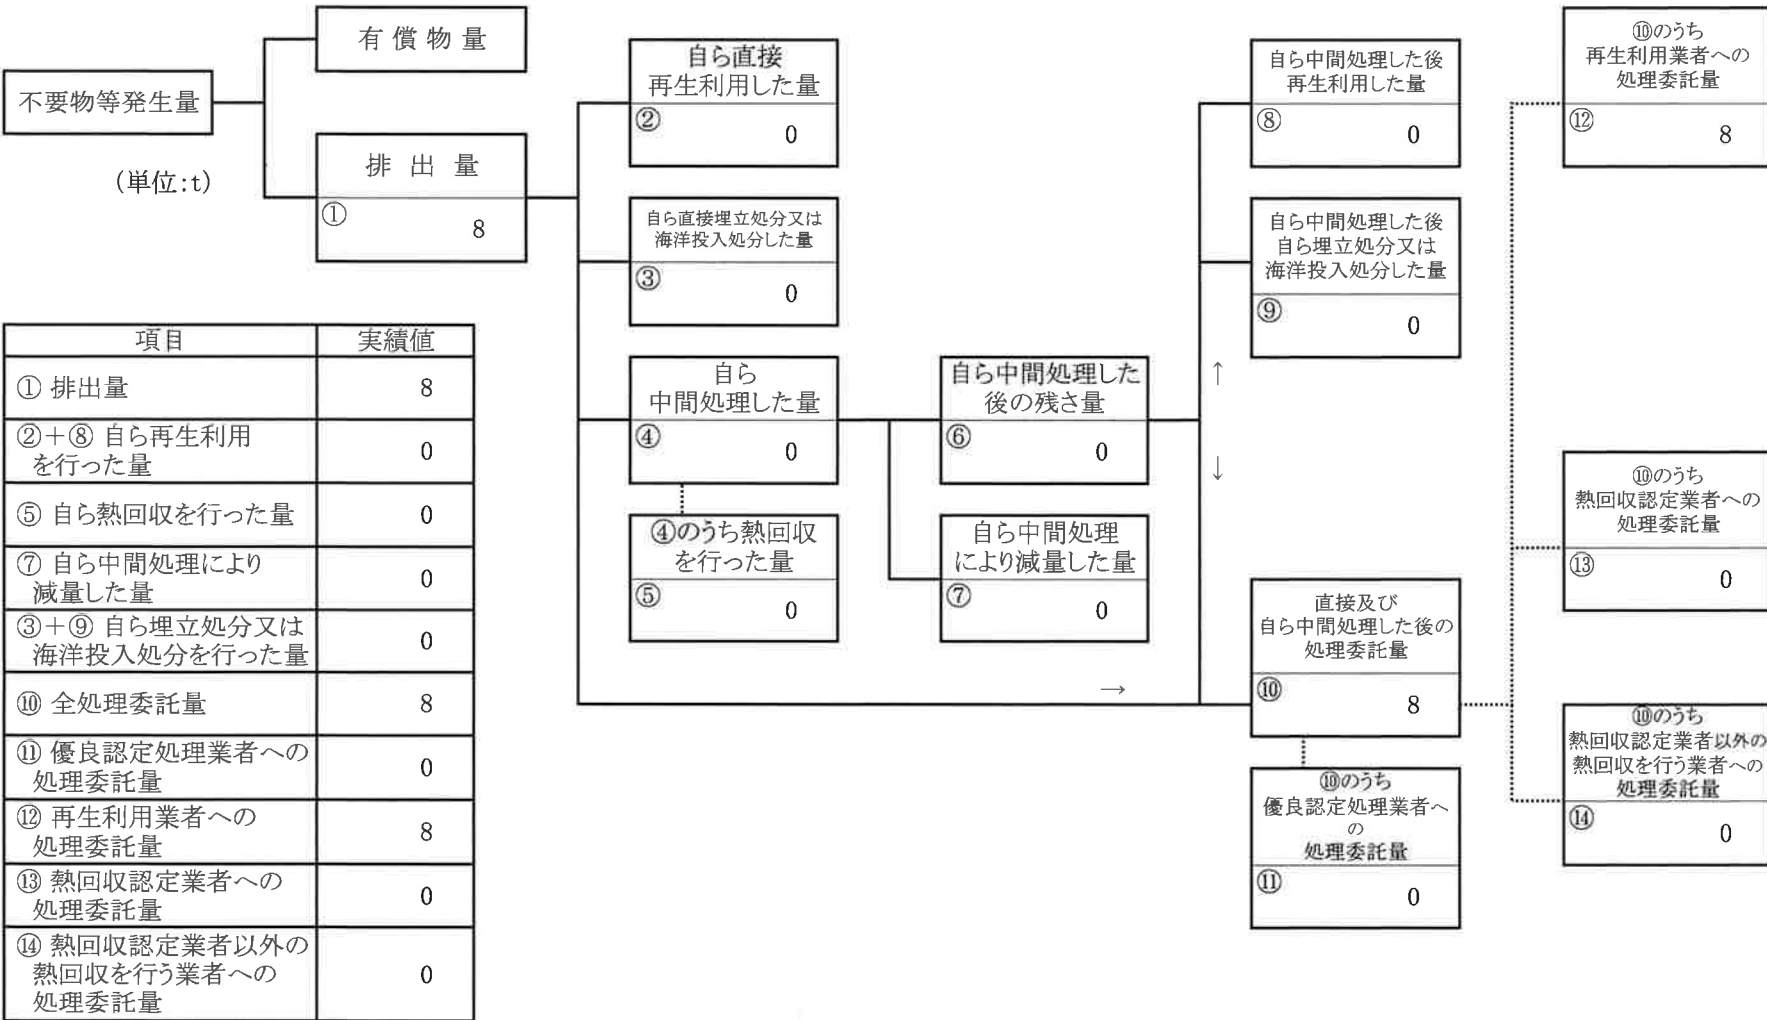 不要物等発生量
(単位:t)
有償物量
排出量
①
8
自ら直接
再生利用した量
②
0
自ら直接埋立処分又は
海洋投入処分した量
③
0
自ら
中間処理した量
④
0
④のうち熱回収
を行った量
⑤
0
自ら中間処理した
後の残さ量
⑥
0
自ら中間処理
により減量した量
⑦
0
↑
↓
→
自ら中間処理した後
再生利用した量
⑧
0
自ら中間処理した後
自ら埋立処分又は
海洋投入処分した量
⑨
0
直接及び
自ら中間処理した後の
処理委託量
⑩
8
⑩のうち
優良認定処理業者へ
の
処理委託量
⑪
0
⑩のうち
再生利用業者への
処理委託量
⑫
8
⑩のうち
熱回収認定業者への
処理委託量
⑬
0
⑩のうち
熱回収認定業者以外の
熱回収を行う業者への
処理委託量
⑭
0
項目 実績値
① 排出量 8
②+⑧ 自ら再生利用
を行った量 0
⑤ 自ら熱回収を行った量 0
⑦ 自ら中間処理により
減量した量 0
③+⑨ 自ら埋立処分又は
海洋投入処分を行った量 0
⑩ 全処理委託量 8
⑪ 優良認定処理業者への
処理委託量 0
⑫ 再生利用業者への
処理委託量 8
⑬ 熱回収認定業者への
処理委託量 0
⑭ 熱回収認定業者以外の
熱回収を行う業者への 0
処理委託量